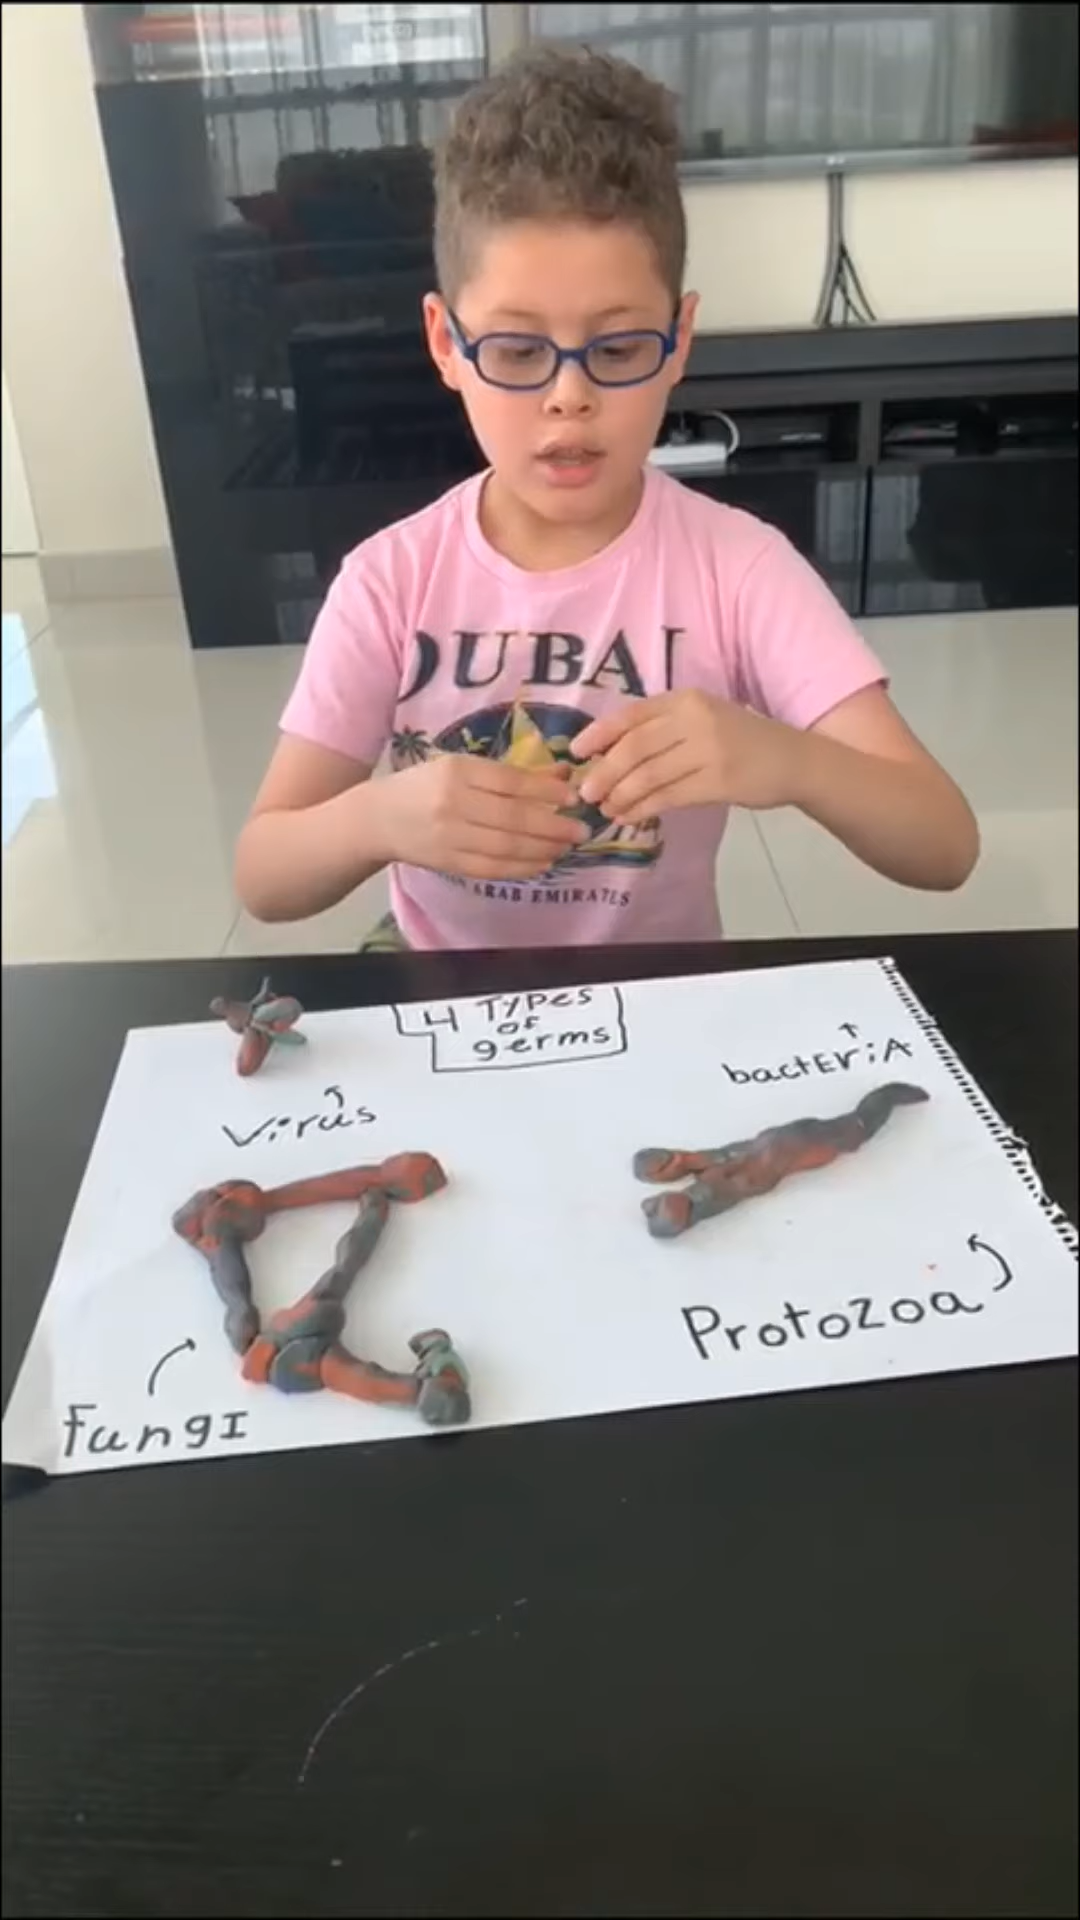 DUBAI
ARAB EMIRATES
4 Types
of
germs
bacteriA
Virus
Protozoa
fungI